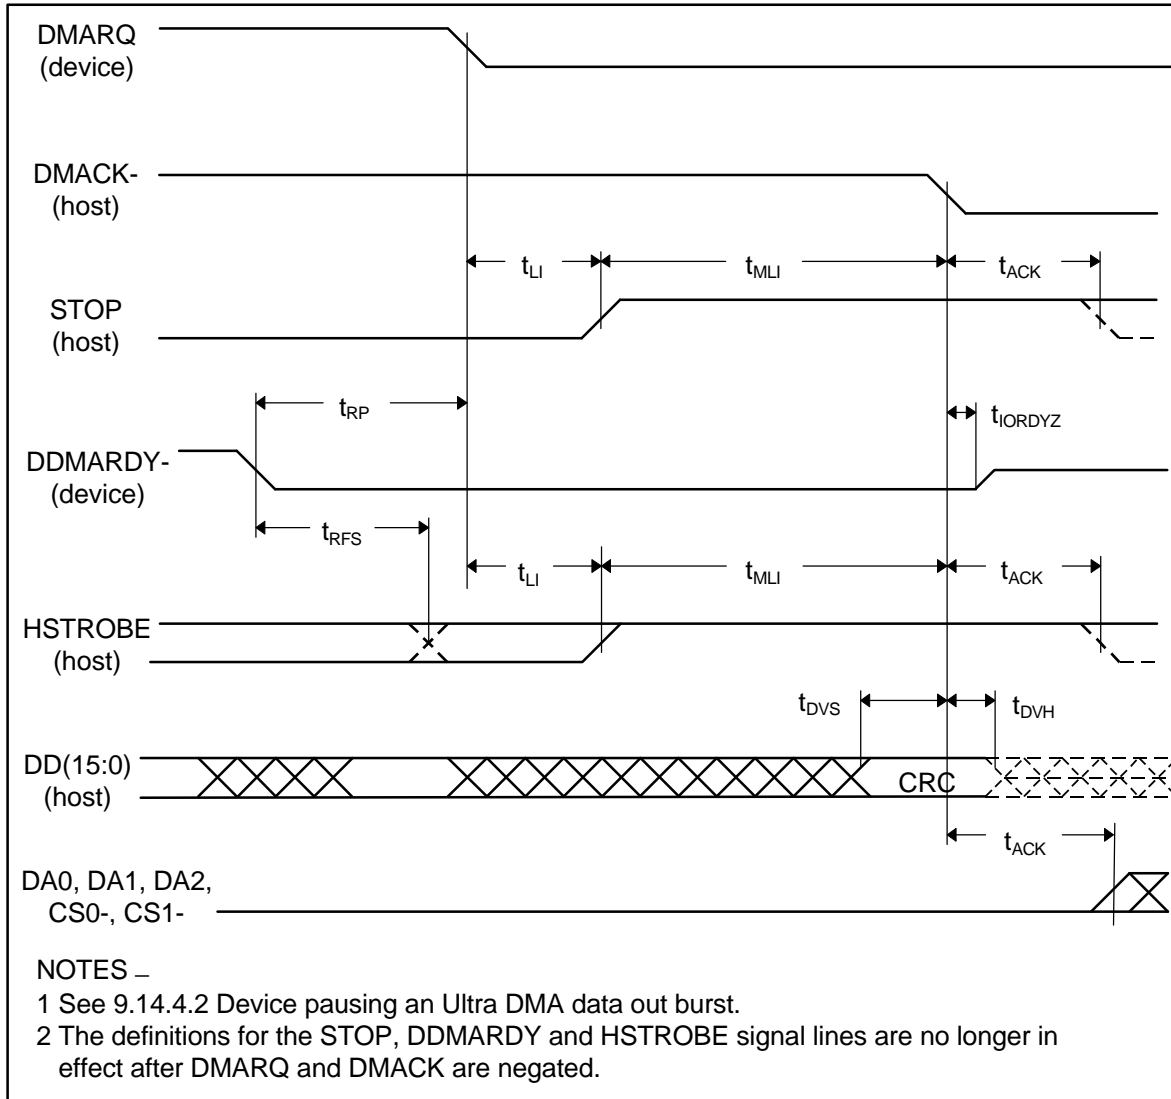 DMARQ
(device)
DMACK-
(host)
tLI
tMLI
tACK
STOP
(host)
tRP
tIORDYZ
DDMARDY-
(device)
tRFS
tLI
tMLI
tACK
HSTROBE
(host)
tDVS
tDVH
DD(15:0)
(host)
CRC
tACK
DA0, DA1, DA2,
CS0-, CS1-
NOTES –
1 See 9.14.4.2 Device pausing an Ultra DMA data out burst.
2 The definitions for the STOP, DDMARDY and HSTROBE signal lines are no longer in
effect after DMARQ and DMACK are negated.